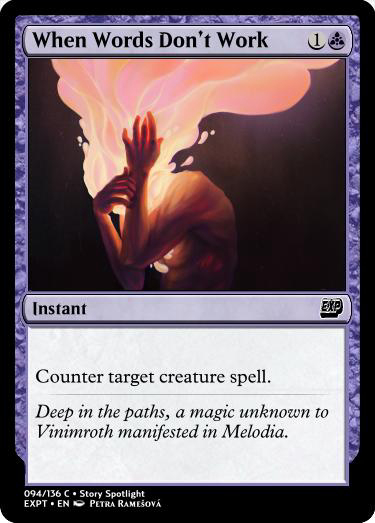 When Words Don't Work 1
EXP
Instant
Counter target creature spell.
Deep in the paths, a magic unknown to
Vinimroth manifested in Melodia.
094/136 C • Story Spotlight
EXPT • EN Petra Ramešová